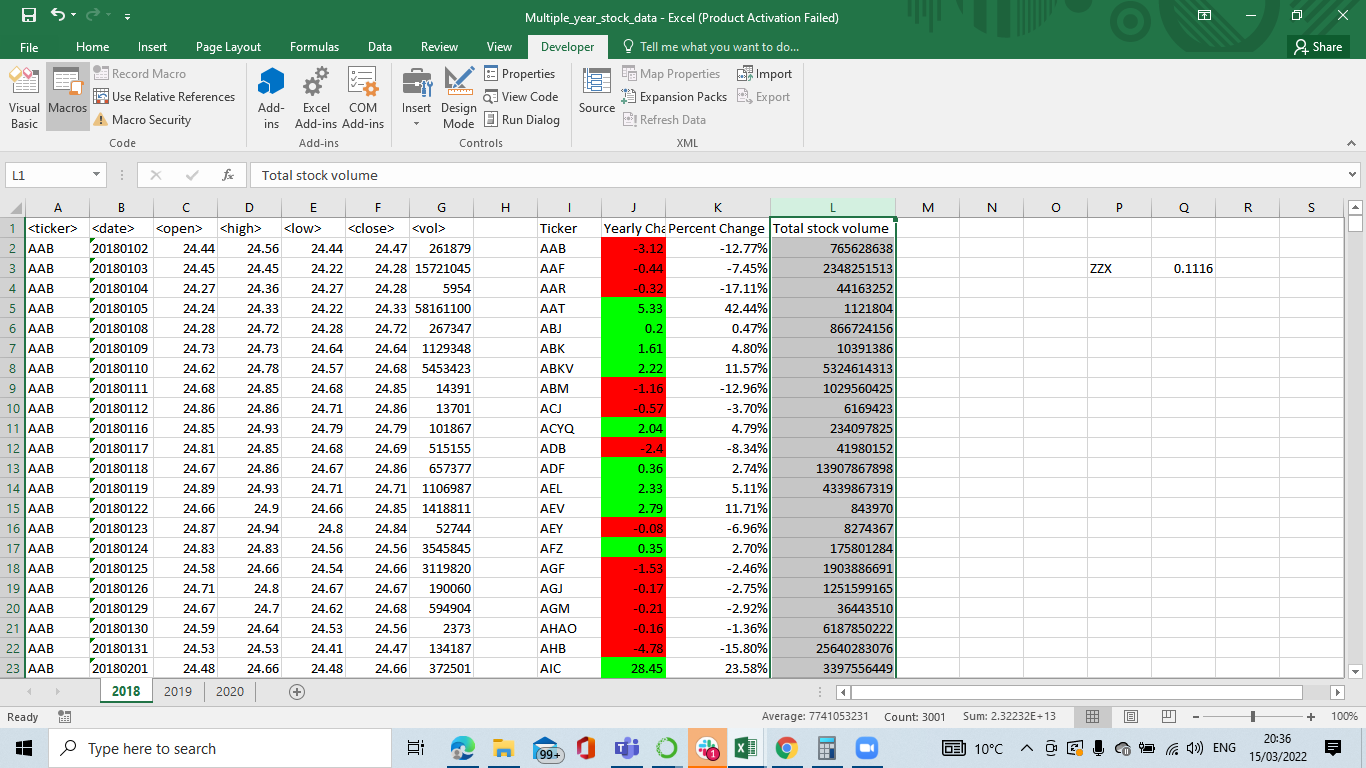 Multiple_year_stock_data - Excel (Product Activation Failed)
File Home Insert Page Layout Formulas Data Review View Developer Tell me what you want to do... Share
Visual Basic
Macros
Record Macro
Use Relative References
Macro Security
Add-ins
Excel Add-ins
COM Add-ins
Insert
Design Mode
Properties
View Code
Run Dialog
Source
Map Properties
Expansion Packs
Refresh Data
Import
Export
Code Add-ins Controls XML
L1 fx Total stock volume
A B C D E F G H I J K L M N O P Q R S
1 <ticker> <date> <open> <high> <low> <close> <vol> Ticker Yearly Cha Percent Change Total stock volume
2 AAB 20180102 24.44 24.56 24.44 24.47 261879 AAB -3.12 -12.77% 765628638
3 AAB 20180103 24.45 24.45 24.22 24.28 15721045 AAF -0.44 -7.45% 2348251513 ZZX 0.1116
4 AAB 20180104 24.27 24.36 24.27 24.28 5954 AAR -0.32 -17.11% 44163252
5 AAB 20180105 24.24 24.33 24.22 24.33 58161100 AAT 5.33 42.44% 1121804
6 AAB 20180108 24.28 24.72 24.28 24.72 267347 ABJ 0.2 0.47% 866724156
7 AAB 20180109 24.73 24.73 24.64 24.64 1129348 ABK 1.61 4.80% 10391386
8 AAB 20180110 24.62 24.78 24.57 24.68 5453423 ABKV 2.22 11.57% 5324614313
9 AAB 20180111 24.68 24.85 24.68 24.85 14391 ABM -1.16 -12.96% 1029560425
10 AAB 20180112 24.86 24.86 24.71 24.86 13701 ACJ -0.57 -3.70% 6169423
11 AAB 20180116 24.85 24.93 24.79 24.79 101867 ACYQ 2.04 4.79% 234097825
12 AAB 20180117 24.81 24.85 24.68 24.69 515155 ADB -2.4 -8.34% 41980152
13 AAB 20180118 24.67 24.86 24.67 24.86 657377 ADF 0.36 2.74% 13907867898
14 AAB 20180119 24.89 24.93 24.71 24.71 1106987 AEL 2.33 5.11% 4339867319
15 AAB 20180122 24.66 24.9 24.66 24.85 1418811 AEV 2.79 11.71% 843970
16 AAB 20180123 24.87 24.94 24.8 24.84 52744 AEY -0.08 -6.96% 8274367
17 AAB 20180124 24.83 24.83 24.56 24.56 3545845 AFZ 0.35 2.70% 175801284
18 AAB 20180125 24.58 24.66 24.54 24.66 3119820 AGF -1.53 -2.46% 1903886691
19 AAB 20180126 24.71 24.8 24.67 24.67 190060 AGJ -0.17 -2.75% 1251599165
20 AAB 20180129 24.67 24.7 24.62 24.68 594904 AGM -0.21 -2.92% 36443510
21 AAB 20180130 24.59 24.64 24.53 24.56 2373 AHAO -0.16 -1.36% 6187850222
22 AAB 20180131 24.53 24.53 24.41 24.47 134187 AHB -4.78 -15.80% 25640283076
23 AAB 20180201 24.48 24.66 24.48 24.66 372501 AIC 28.45 23.58% 3397556449
2018 2019 2020
Ready Average: 7741053231 Count: 3001 Sum: 2.32232E+13 100%
Type here to search 99+ 1 10°C ENG 20:36
15/03/2022